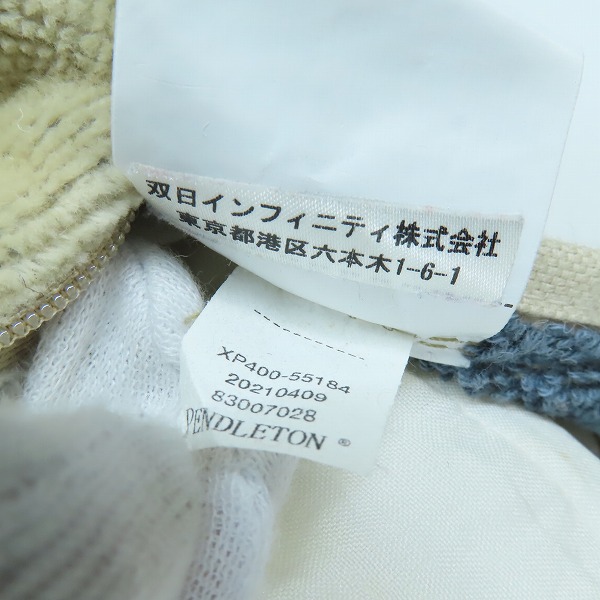 双日インフィニティ株式会社
東京都港区六本木1-6-1
XP400-55184
20210409
83007028
PENDLETON ®